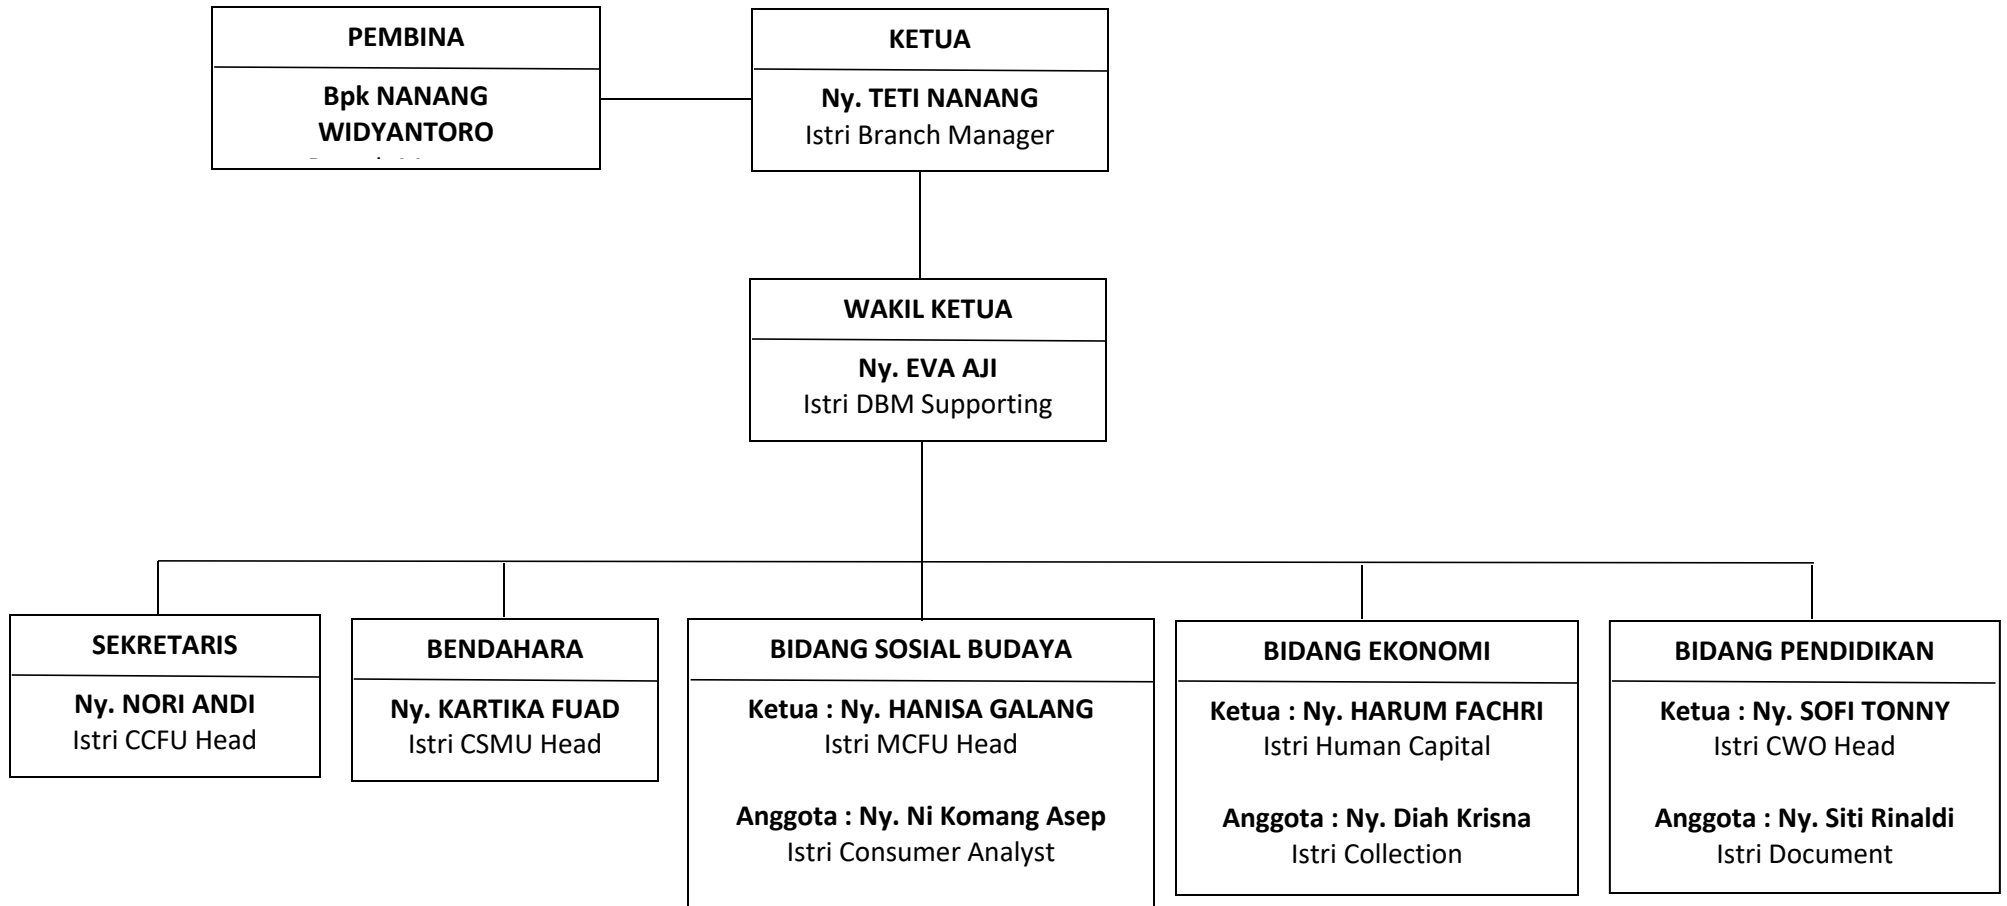 PEMBINA
Bpk NANANG
WIDYANTORO
KETUA
Ny. TETI NANANG
Istri Branch Manager
WAKIL KETUA
Ny. EVA AJI
Istri DBM Supporting
SEKRETARIS
Ny. NORI ANDI
Istri CCFU Head
BENDAHARA
Ny. KARTIKA FUAD
Istri CSMU Head
BIDANG SOSIAL BUDAYA
Ketua : Ny. HANISA GALANG
Istri MCFU Head
Anggota : Ny. Ni Komang Asep
Istri Consumer Analyst
BIDANG EKONOMI
Ketua : Ny. HARUM FACHRI
Istri Human Capital
Anggota : Ny. Diah Krisna
Istri Collection
BIDANG PENDIDIKAN
Ketua : Ny. SOFI TONNY
Istri CWO Head
Anggota : Ny. Siti Rinaldi
Istri Document